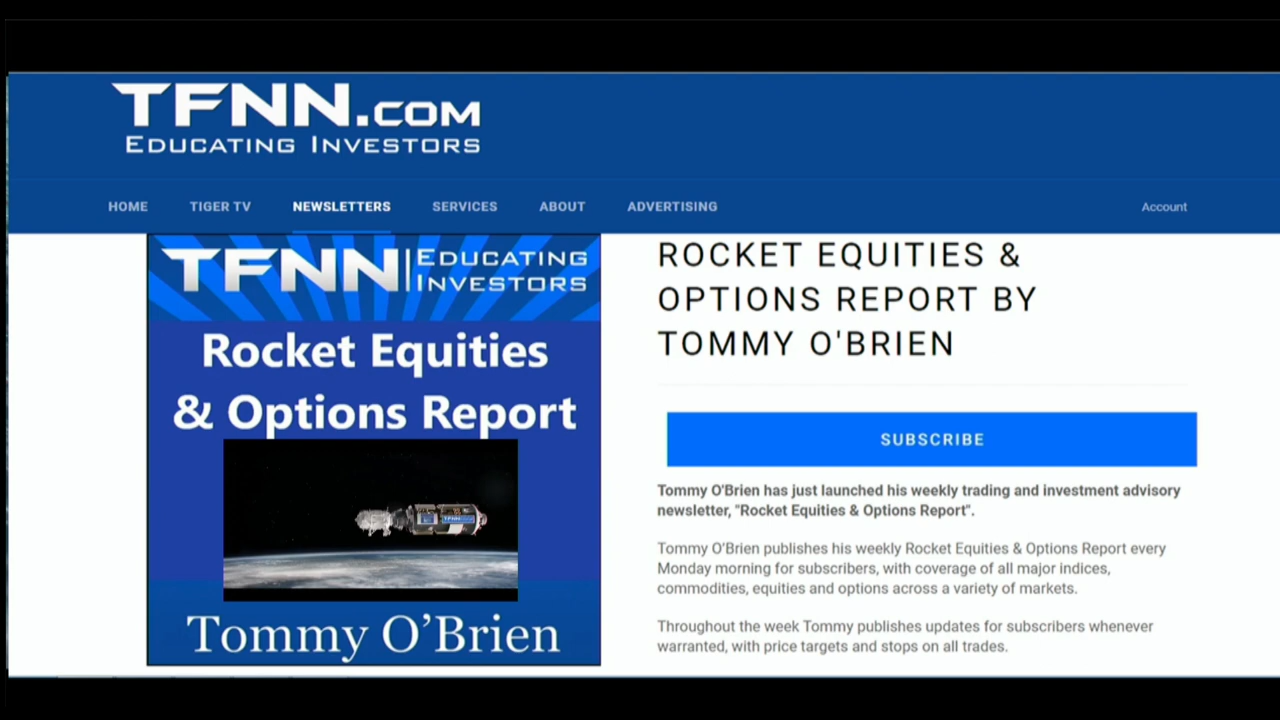 TFNN.COM
EDUCATING INVESTORS
HOME TIGER TV NEWSLETTERS SERVICES ABOUT ADVERTISING Account
TFNN EDUCATING
INVESTORS
Rocket Equities
& Options Report
TFNN
Tommy O’Brien
ROCKET EQUITIES &
OPTIONS REPORT BY
TOMMY O'BRIEN
SUBSCRIBE
Tommy O'Brien has just launched his weekly trading and investment advisory
newsletter, "Rocket Equities & Options Report".
Tommy O’Brien publishes his weekly Rocket Equities & Options Report every
Monday morning for subscribers, with coverage of all major indices,
commodities, equities and options across a variety of markets.
Throughout the week Tommy publishes updates for subscribers whenever
warranted, with price targets and stops on all trades.